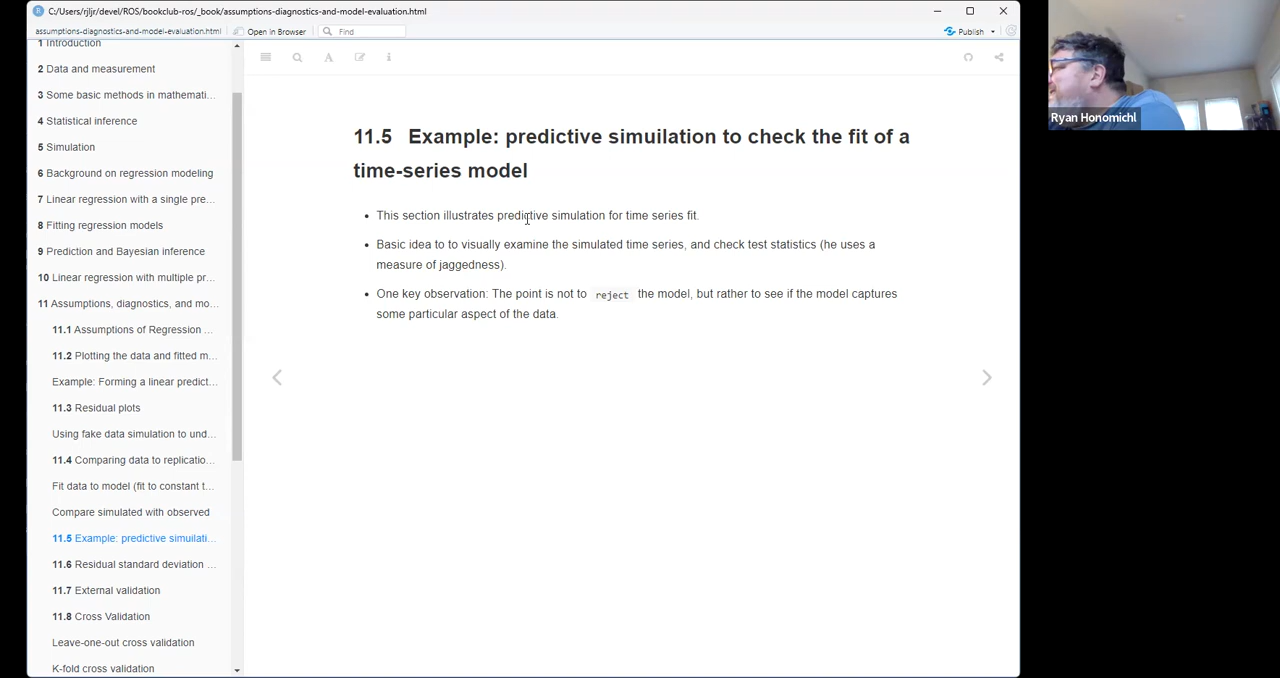 C:/Users/rjljr/devel/ROS/bookclub-ros/_book/assumptions-diagnostics-and-model-evaluation.html
assumptions-diagnostics-and-model-evaluation.html
Open in Browser
Find
Publish
1 Introduction
2 Data and measurement
3 Some basic methods in mathemati...
4 Statistical inference
5 Simulation
6 Background on regression modeling
7 Linear regression with a single pre...
8 Fitting regression models
9 Prediction and Bayesian inference
10 Linear regression with multiple pr...
11 Assumptions, diagnostics, and mo...
11.1 Assumptions of Regression ...
11.2 Plotting the data and fitted m...
Example: Forming a linear predict...
11.3 Residual plots
Using fake data simulation to und...
11.4 Comparing data to replicatio...
Fit data to model (fit to constant t...
Compare simulated with observed
11.5 Example: predictive simuilati...
11.6 Residual standard deviation ...
11.7 External validation
11.8 Cross Validation
Leave-one-out cross validation
K-fold cross validation
11.5 Example: predictive simuilation to check the fit of a
time-series model
• This section illustrates predictive simulation for time series fit.
• Basic idea to to visually examine the simulated time series, and check test statistics (he uses a
measure of jaggedness).
• One key observation: The point is not to reject the model, but rather to see if the model captures
some particular aspect of the data.
Ryan Honomichl